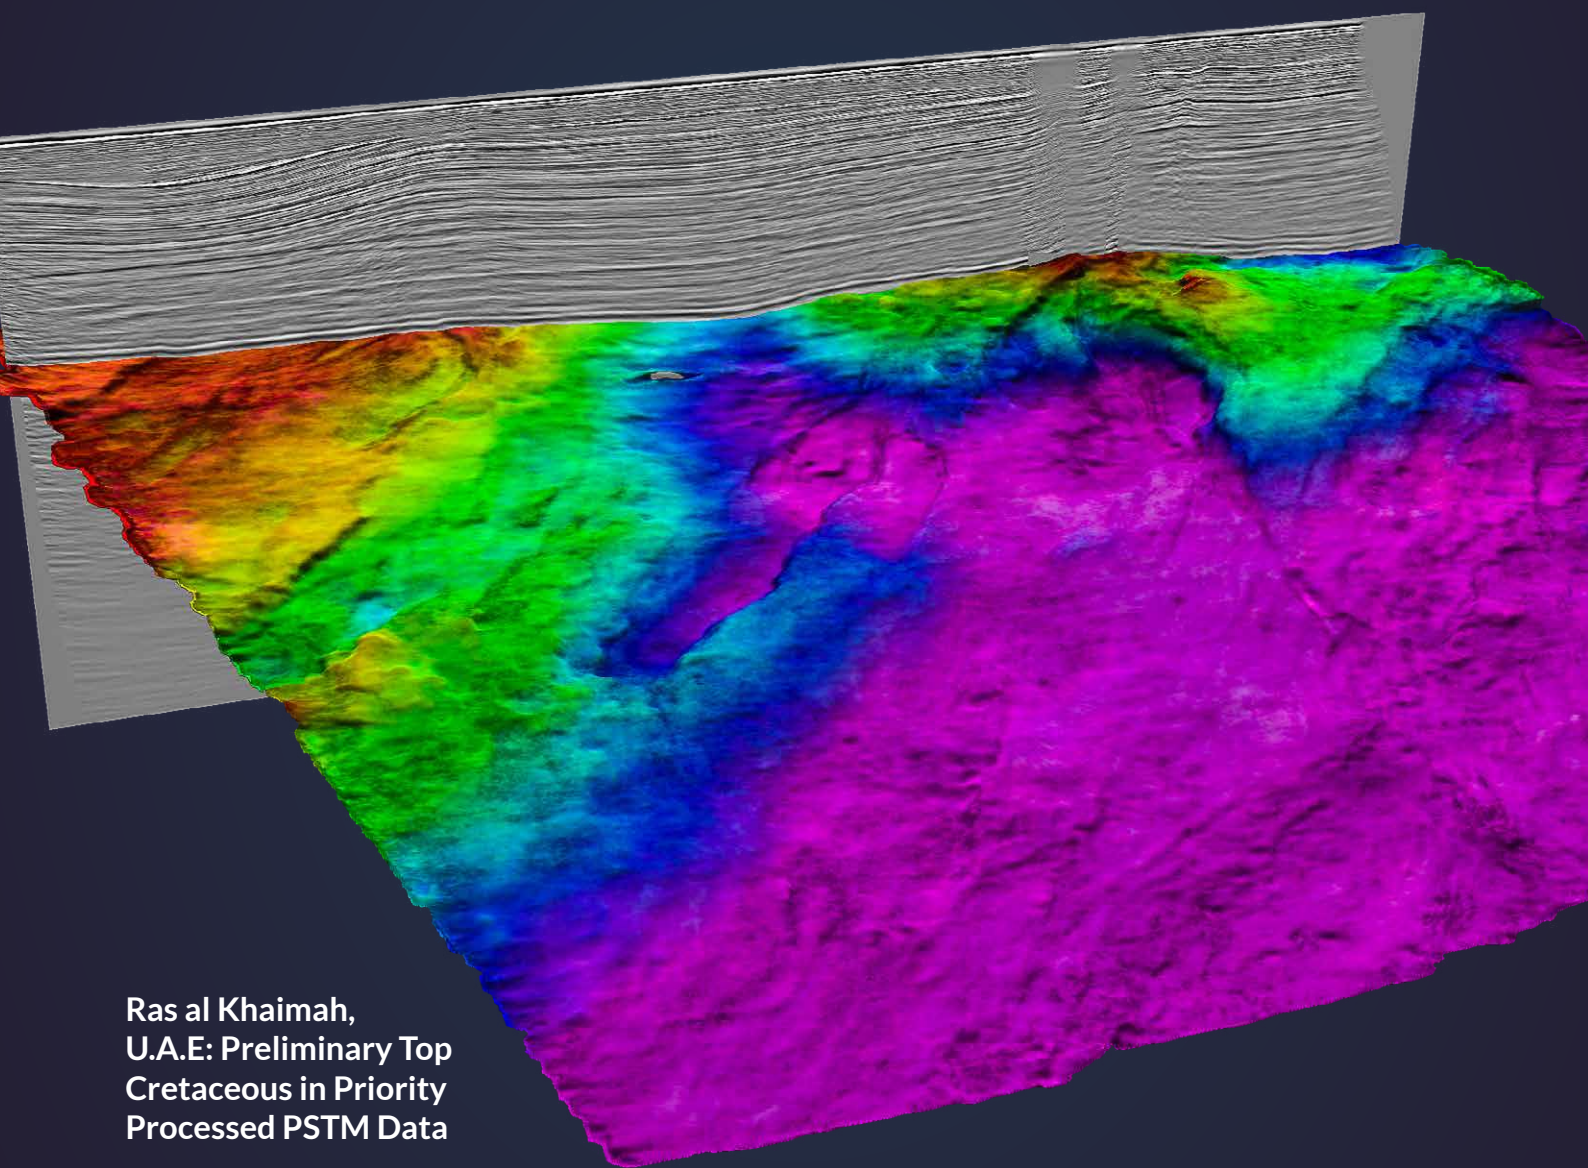 Ras al Khaimah,
U.A.E: Preliminary Top
Cretaceous in Priority
Processed PSTM Data